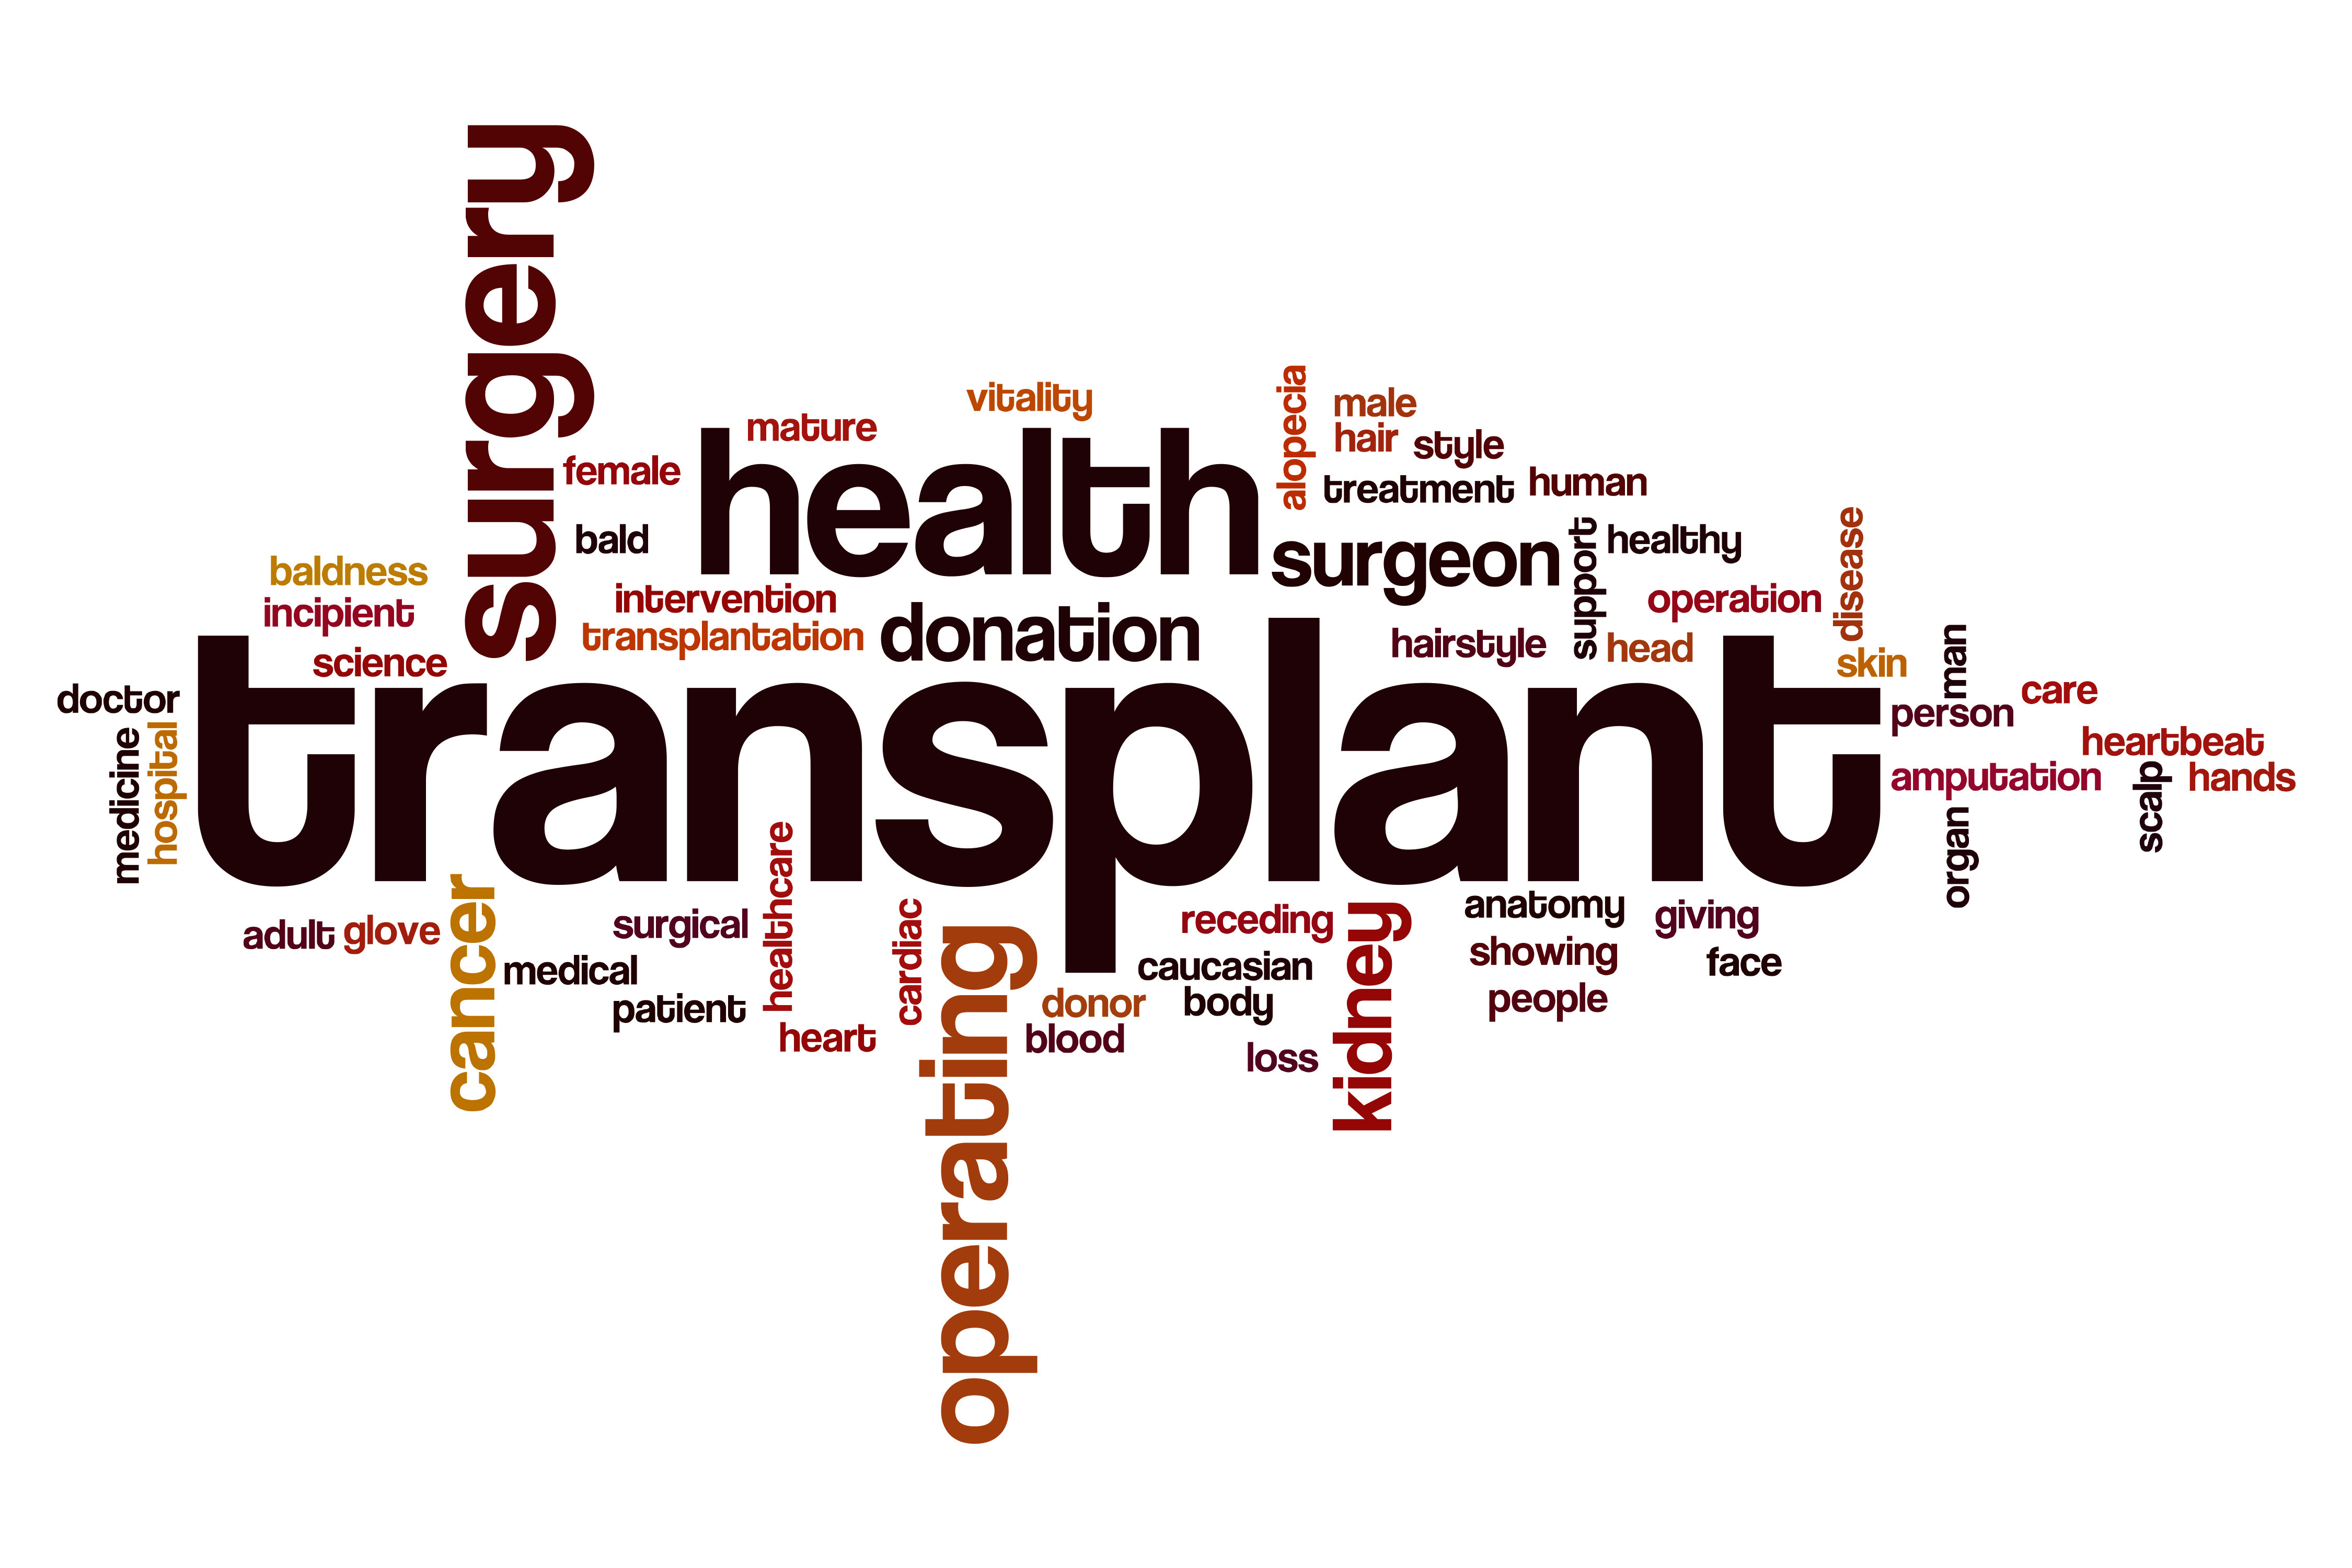 surgery
vitality
alopecia
male
mature
hair
style
female
health
treatment
human
bald
surgeon
support
healthy
disease
baldness
intervention
operation
incipient
transplantation
donation
hairstyle
head
science
skin
man
doctor
transplant
person
care
medicine
hospital
heartbeat
amputation
scalp
hands
organ
adult
glove
cancer
surgical
healthcare
cardiac
operating
receding
kidney
anatomy
giving
medical
caucasian
showing
face
patient
donor
body
people
heart
blood
loss